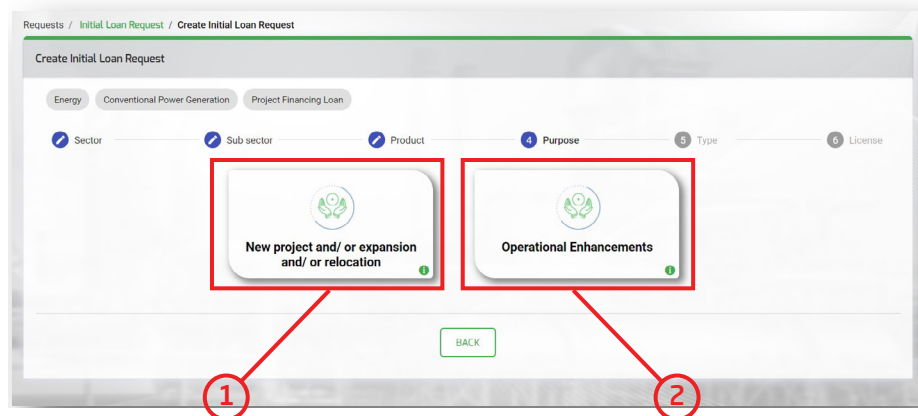 Requests / Initial Loan Request / Create Initial Loan Request
Create Initial Loan Request
Energy Conventional Power Generation Project Financing Loan
Sector Sub sector Product 4 Purpose 5 Type 6 License
New project and/ or expansion
and/ or relocation
Operational Enhancements
BACK
1 2